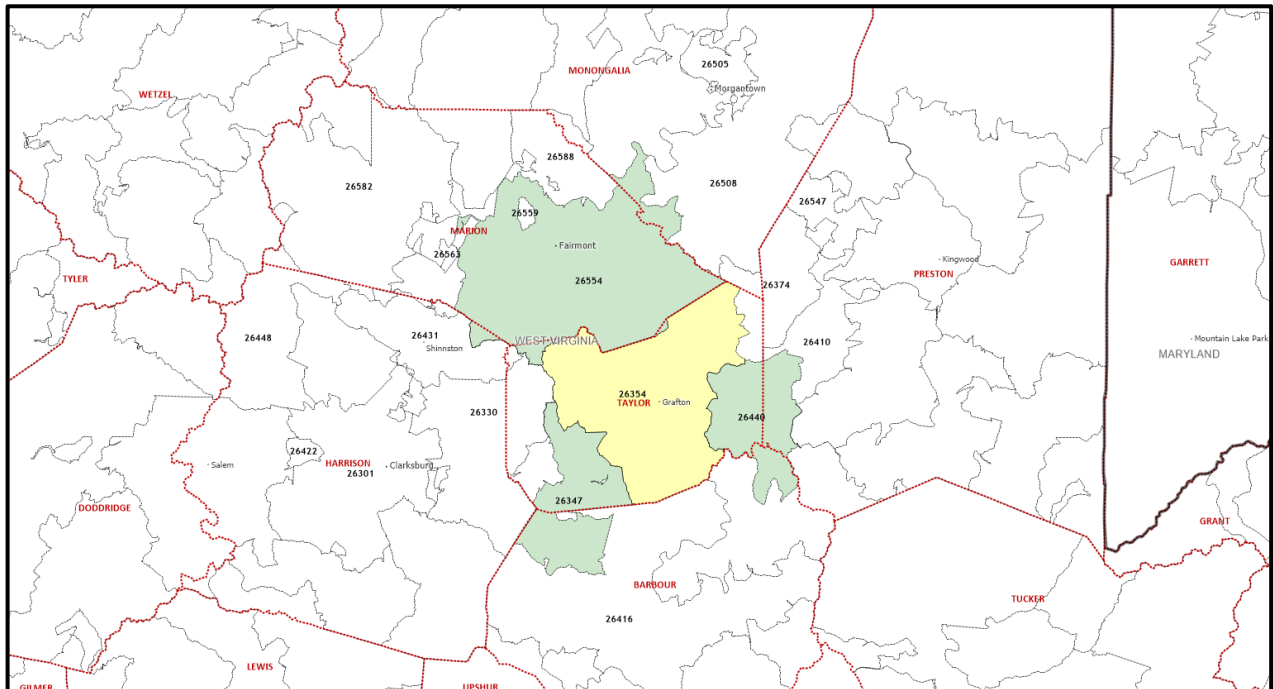 26505
MONONGALIA
Morgantown
WETZEL
26588
26582
26508
26547
26559
MARION
Fairmont
26563
Kingwood
GARRETT
PRESTON
TYLER
26554
26374
26448
26431
WEST VIRGINIA
Mountain Lake Park
26410
Shinnston
MARYLAND
26354
TAYLOR
Grafton
26330
26440
26422
Salem
HARRISON
Clarksburg
26301
26347
DODDRIDGE
GRANT
BARBOUR
TUCKER
26416
LEWIS
GILMER
UPSHUR